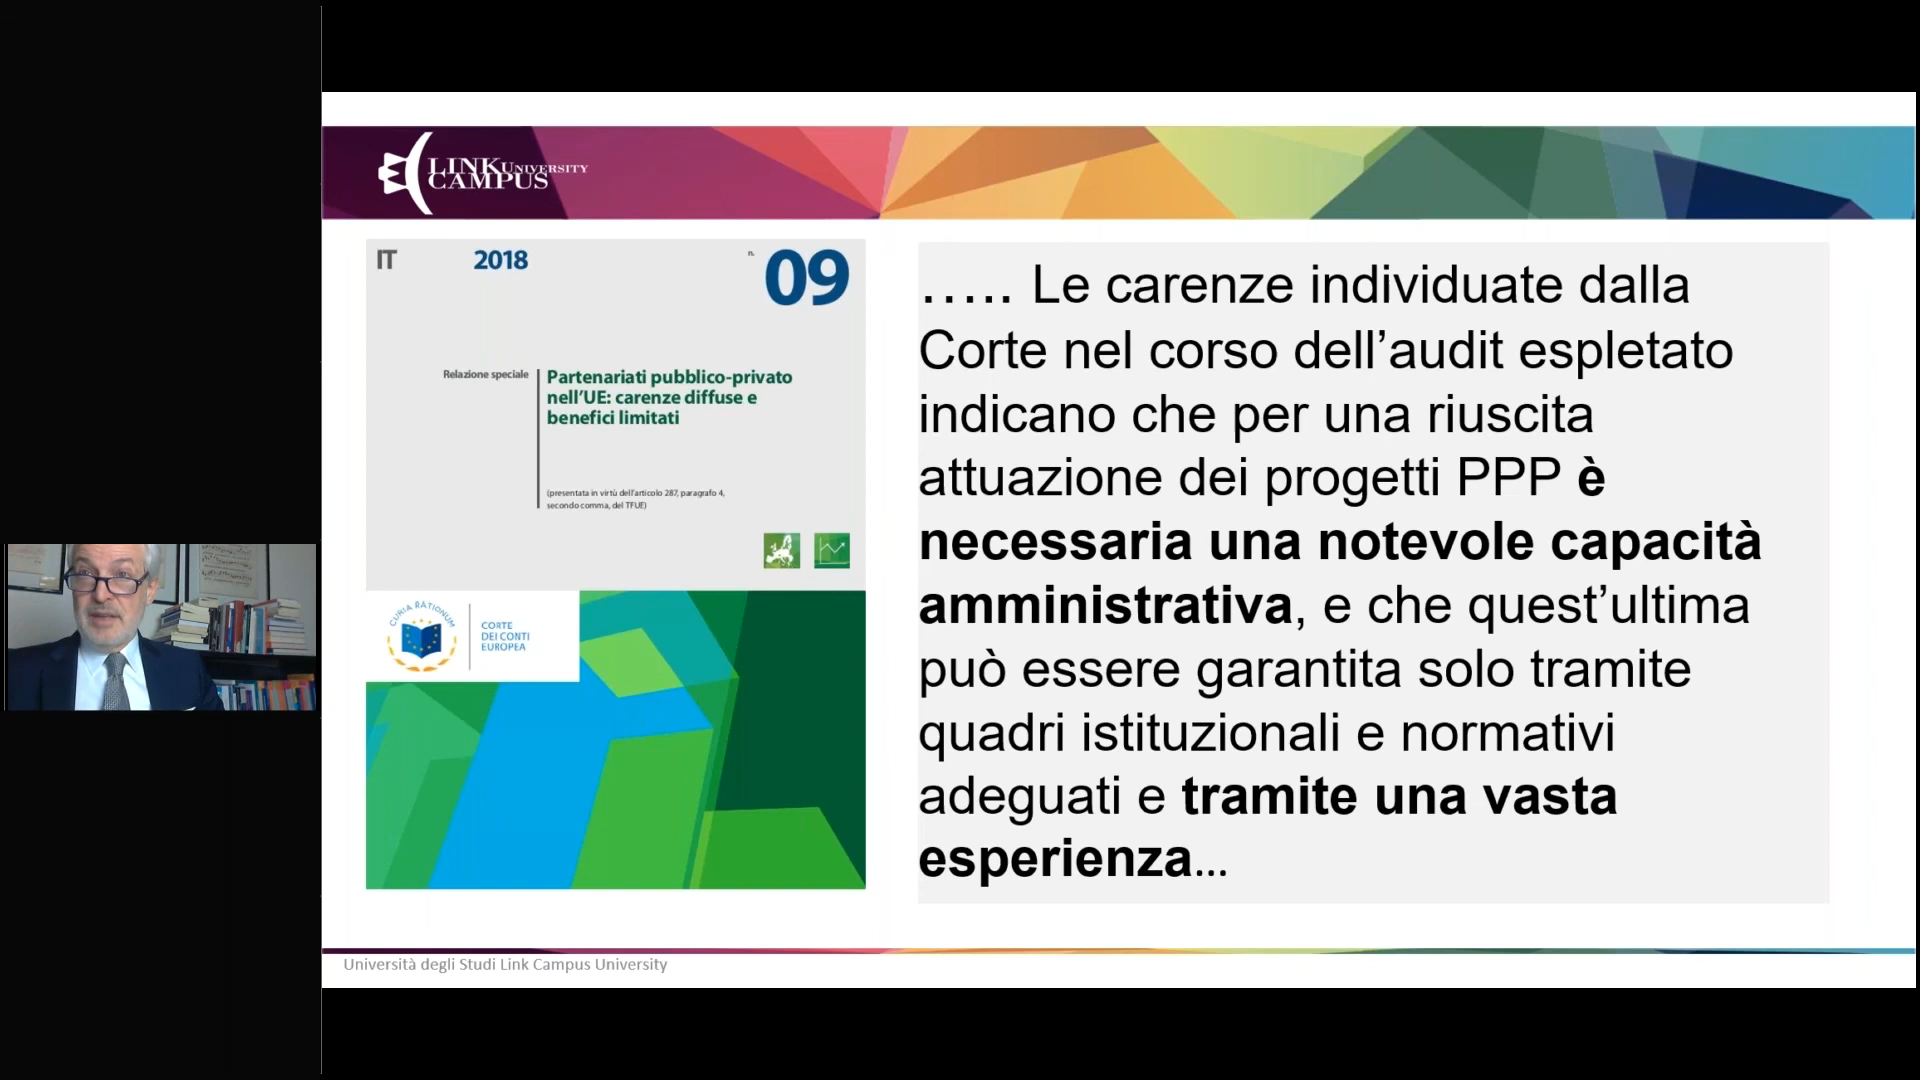 LINK UNIVERSITY
CAMPUS
IT 2018 n. 09
Relazione speciale
Partenariati pubblico-privato
nell'UE: carenze diffuse e
benefici limitati
(presentata in virtù dell'articolo 287, paragrafo 4,
secondo comma, del TFUE)
CURIA RATIONUM
CORTE
DEI CONTI
EUROPEA
….. Le carenze individuate dalla
Corte nel corso dell’audit espletato
indicano che per una riuscita
attuazione dei progetti PPP è
necessaria una notevole capacità
amministrativa, e che quest’ultima
può essere garantita solo tramite
quadri istituzionali e normativi
adeguati e tramite una vasta
esperienza…
Università degli Studi Link Campus University